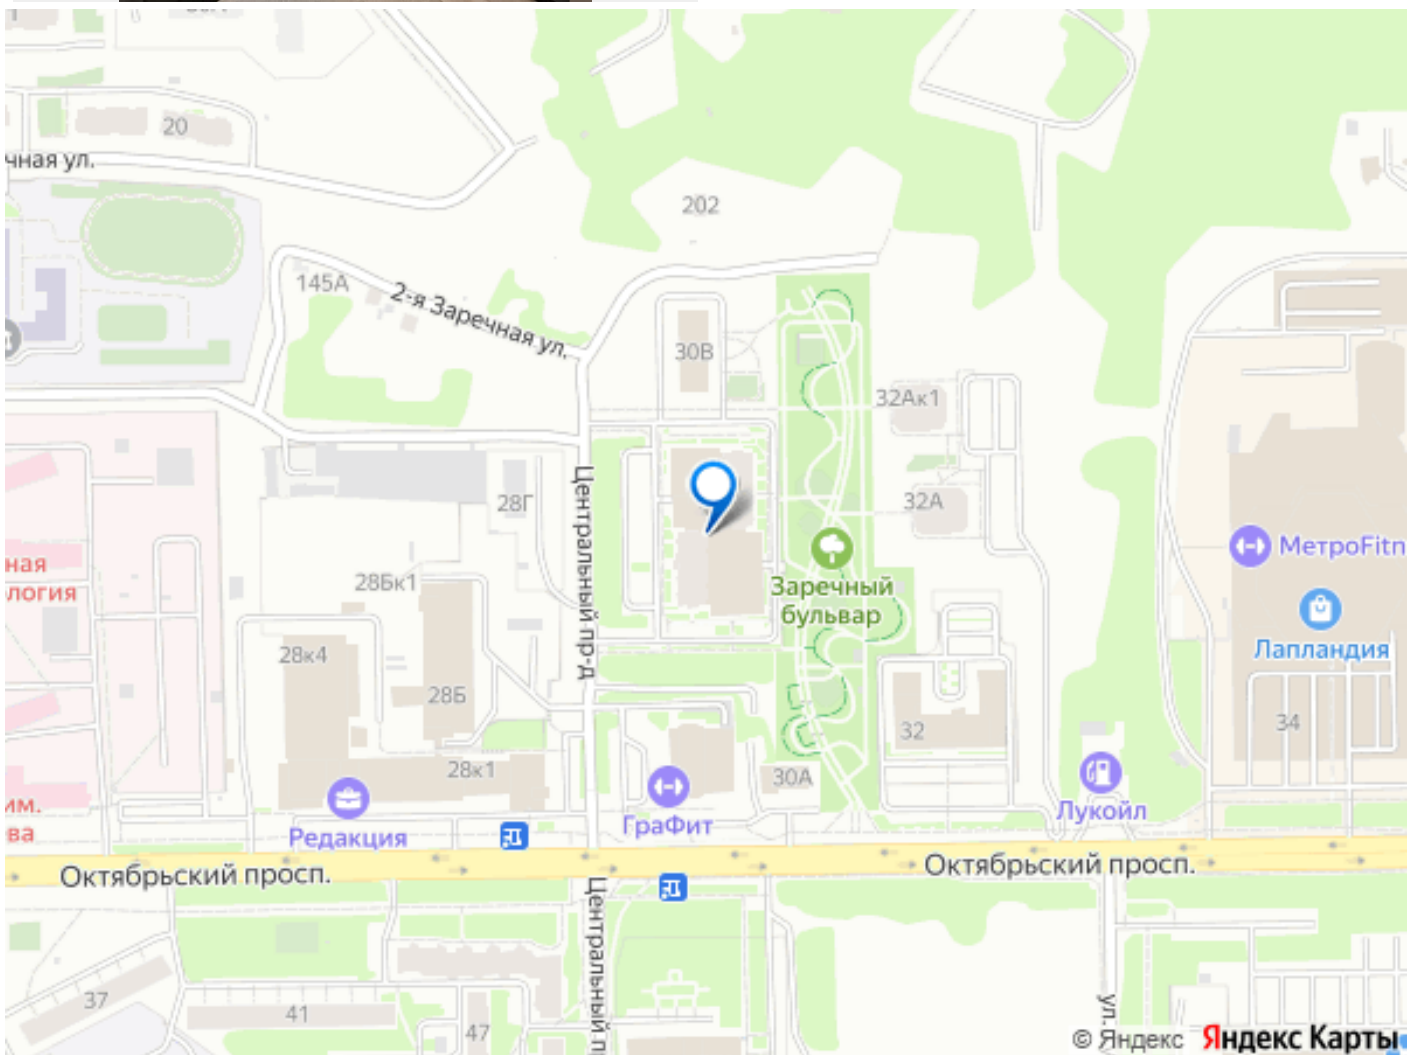 20
чная ул.
202
145А
2-я Заречная ул.
30В
32Ак1
28Г
Центральный пр-д
32А
МетроFitn
ная
логия
28Бк1
Заречный
бульвар
Лапландия
28к4
28Б
32
34
28к1
30А
им.
ва
Редакция
ГраФит
Лукойл
Октябрьский просп.
Октябрьский просп.
Центральный п
37
41
47
ул.
© Яндекс Яндекс Карты